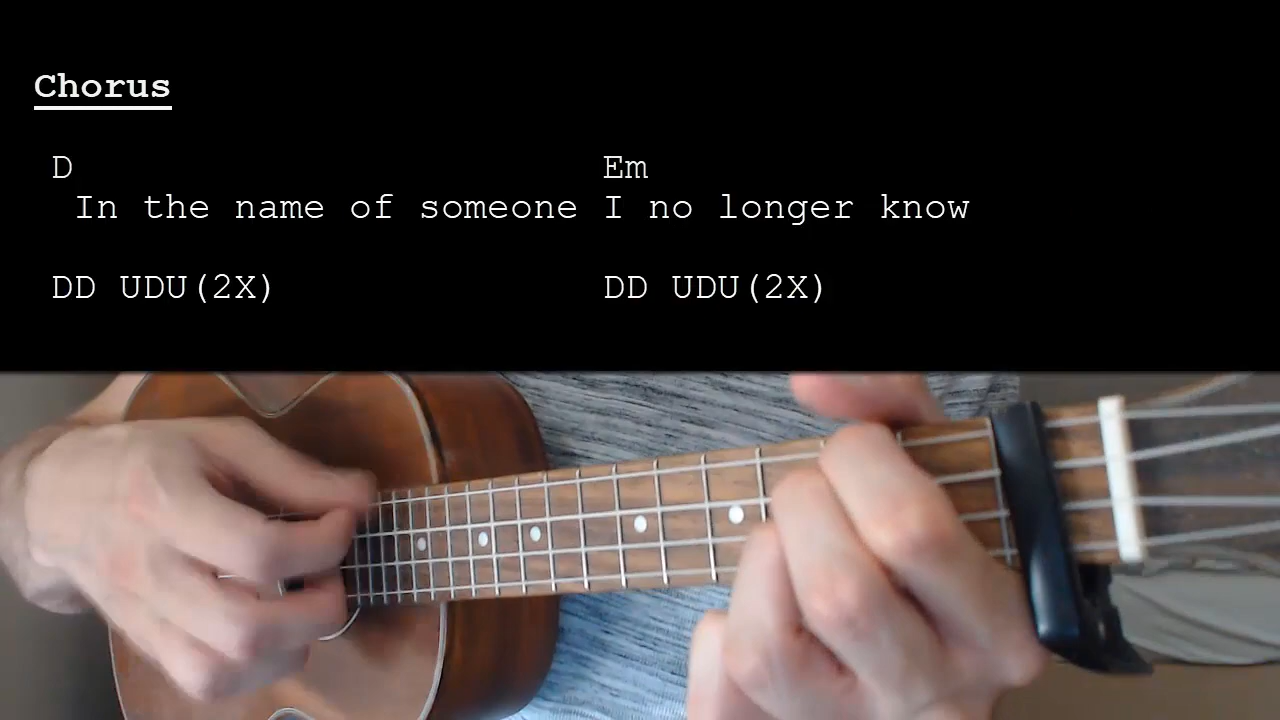 Chorus
D Em
In the name of someone I no longer know
DD UDU(2X) DD UDU(2X)